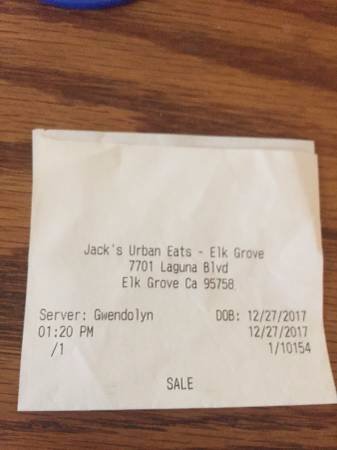 Jack's Urban Eats - Elk Grove
7701 Laguna Blvd
Elk Grove Ca 95758
Server: Gwendolyn DOB: 12/27/2017
01:20 PM 12/27/2017
/1 1/10154
SALE